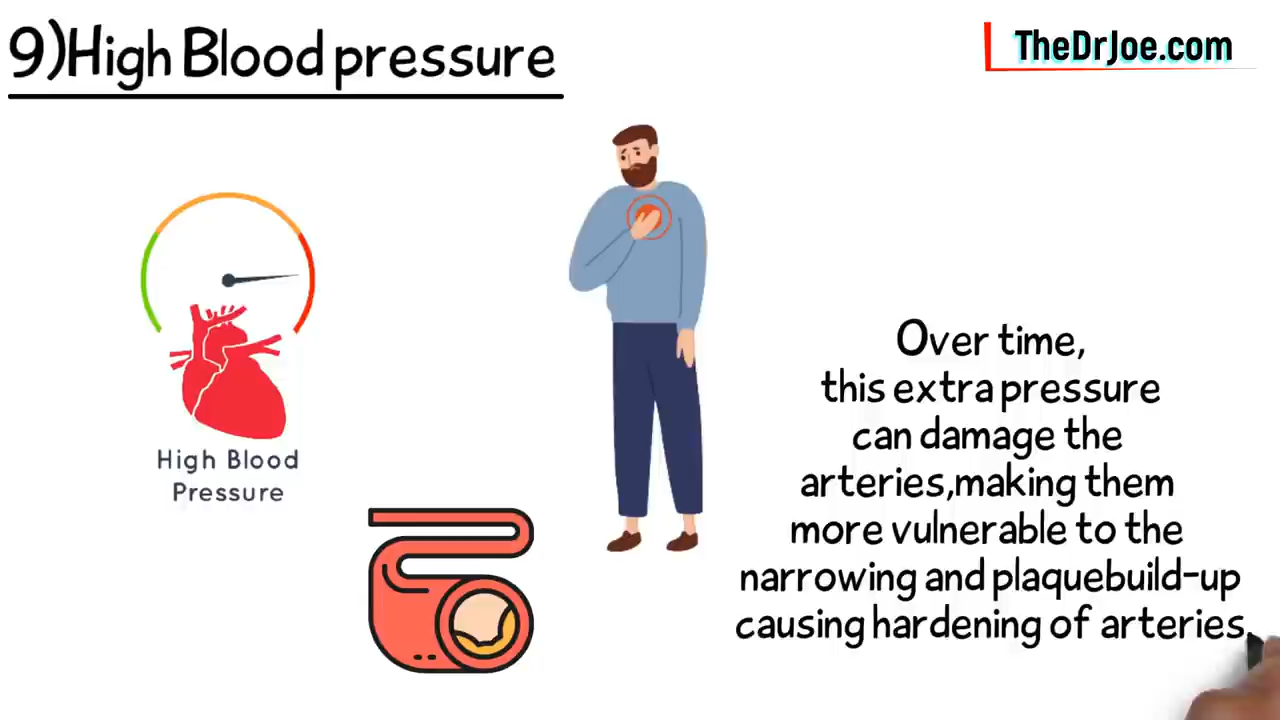 9)High Blood pressure
TheDrJoe.com
High Blood
Pressure
Over time,
this extra pressure
can damage the
arteries,making them
more vulnerable to the
narrowing and plaquebuild-up
causing hardening of arteries.